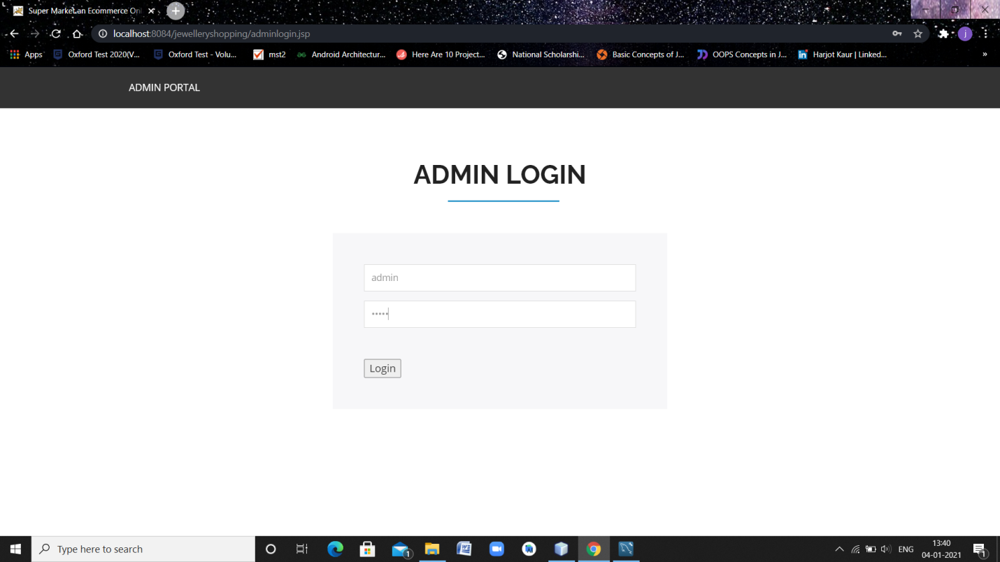 Super Market an Ecommerce On
localhost:8084/jewelleryshopping/adminlogin.jsp
j
Apps
Oxford Test 2020(V...
Oxford Test - Volu...
mst2
Android Architectur...
Here Are 10 Project...
National Scholarshi...
Basic Concepts of J...
OOPS Concepts in J...
Harjot Kaur | Linked...
»
ADMIN PORTAL
ADMIN LOGIN
admin
•••••
Login
Type here to search
1
ENG
13:40
04-01-2021
1